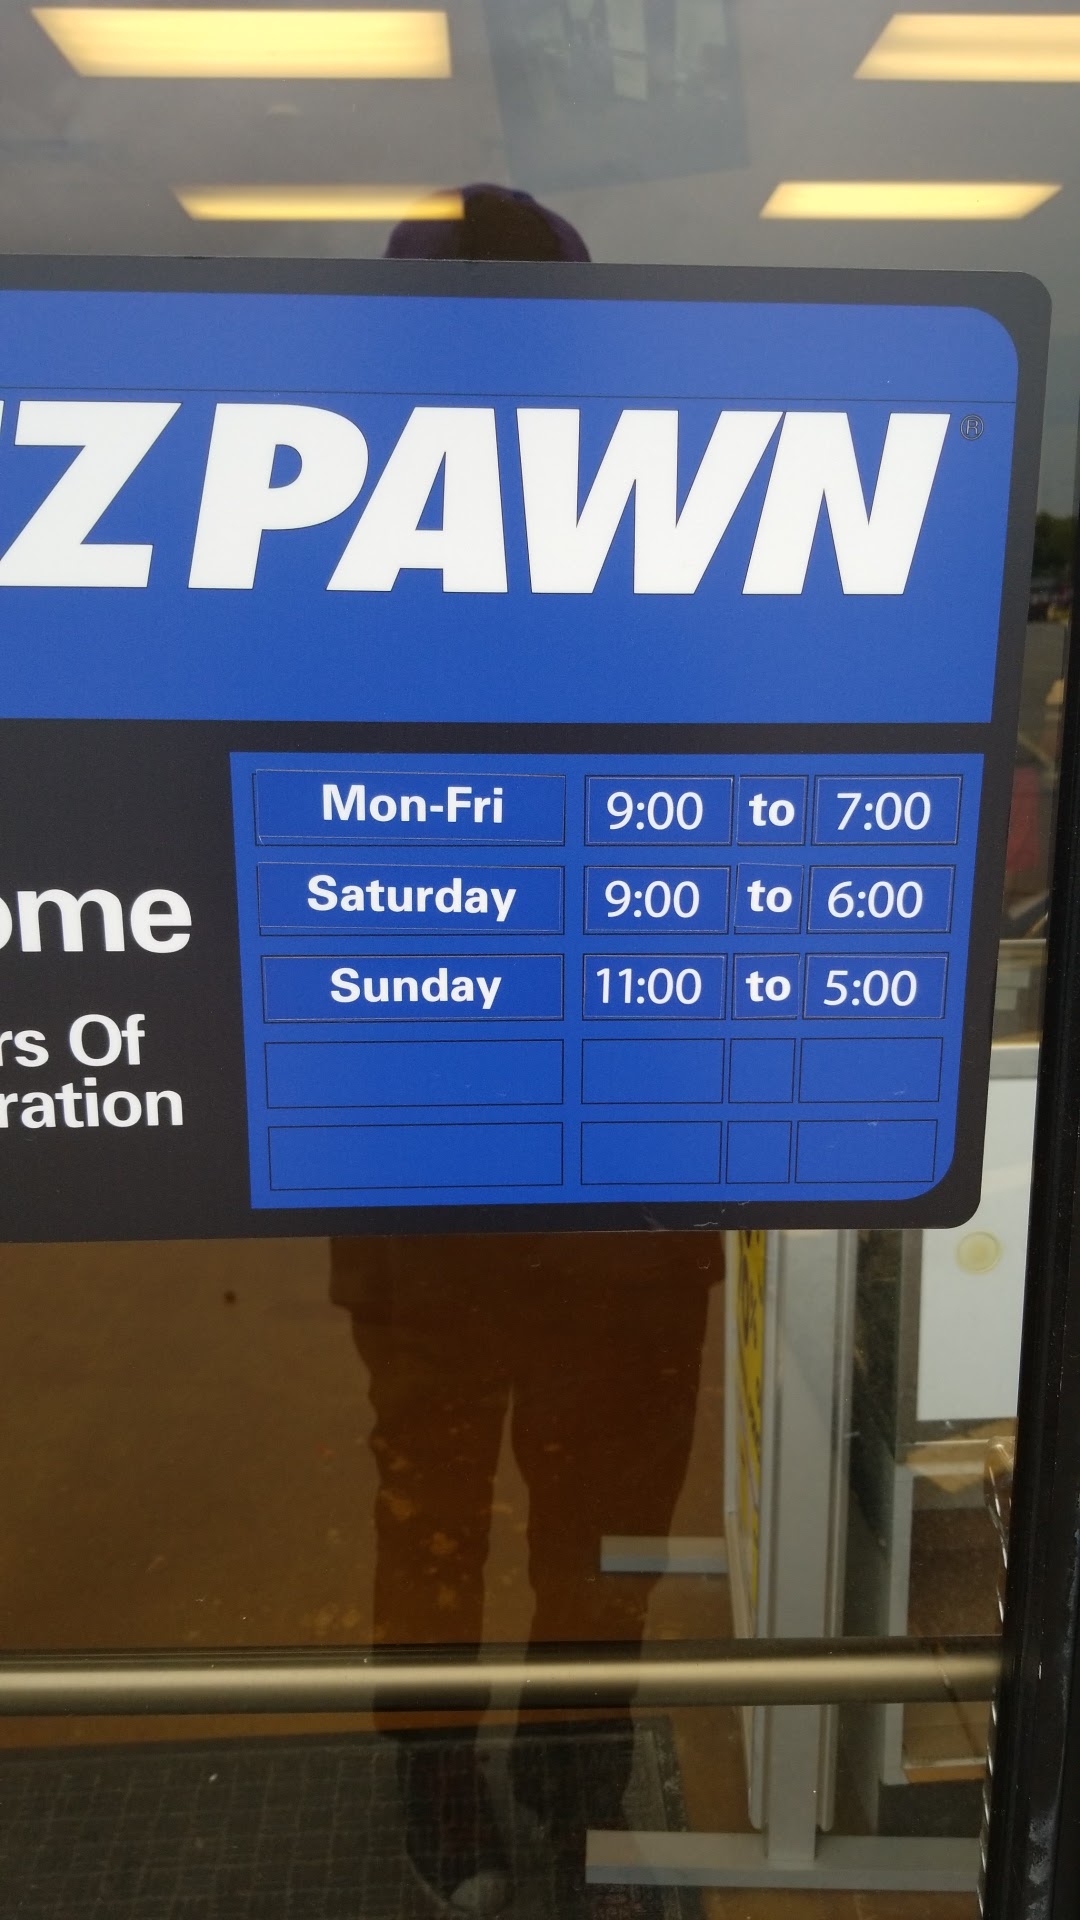 ZPAWN®
Mon-Fri 9:00 to 7:00
Saturday 9:00 to 6:00
ome
Sunday 11:00 to 5:00
rs Of
ration